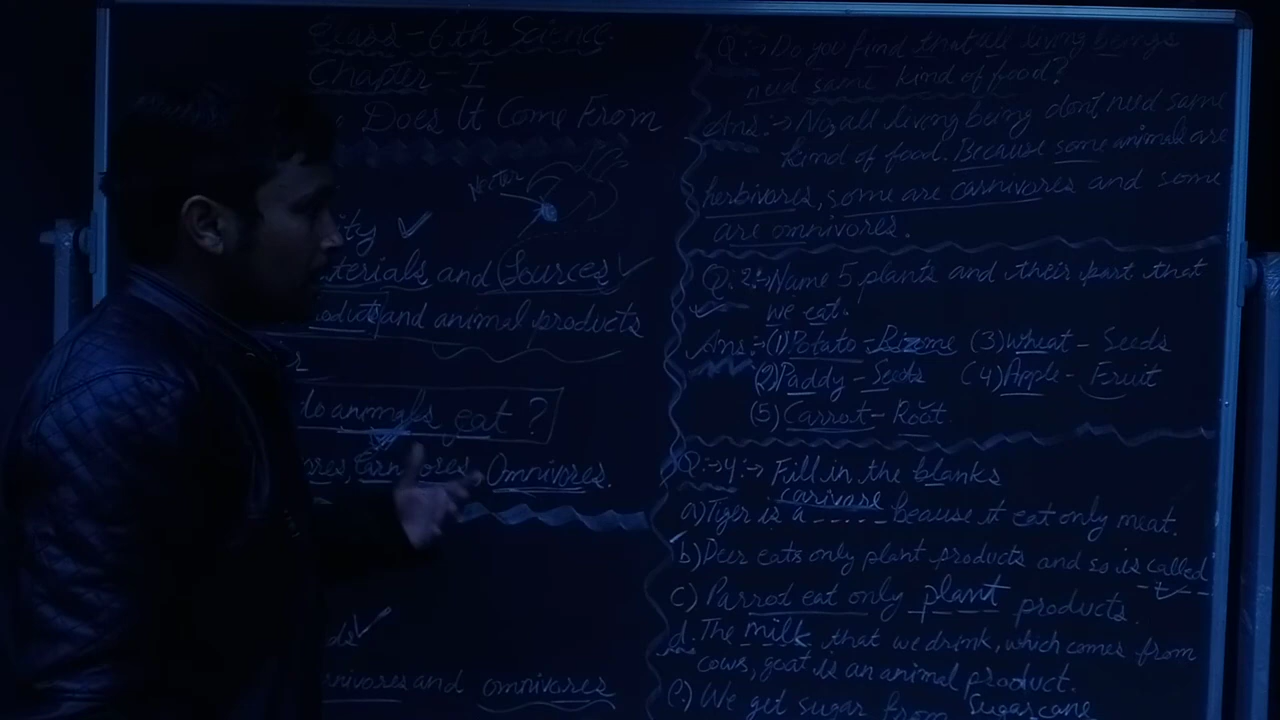 Class - 6th Science
Chapter - I
Does It Come From
Nector
ity ✓
terials and Sources ✓
oducts and animal products
do animals eat ?
ores, Carnivores, Omnivores.
ds ✓
rnivores and omnivores
Q:-> Do you find that all living beings
need same kind of food?
Ans:-> No, all living being dont need same
kind of food. Because some animals are
herbivores, some are carnivores and some
are omnivores.
Q:2:-> Name 5 plants and their part that
we eat.
Ans:- (1) Potato - Rizome (3) Wheat - Seeds
(2) Paddy - Seeds (4) Apple - Fruit
(5) Carrot - Root
Q:->4:-> Fill in the blanks
carivore
a) Tiger is a ------ beause it eat only meat.
b) Deer eats only plant products and so is called
c) Parrot eat only plant products.
d. The milk that we drink, which comes from
cows, goat is an animal product.
e.) We get sugar from Sugarcane